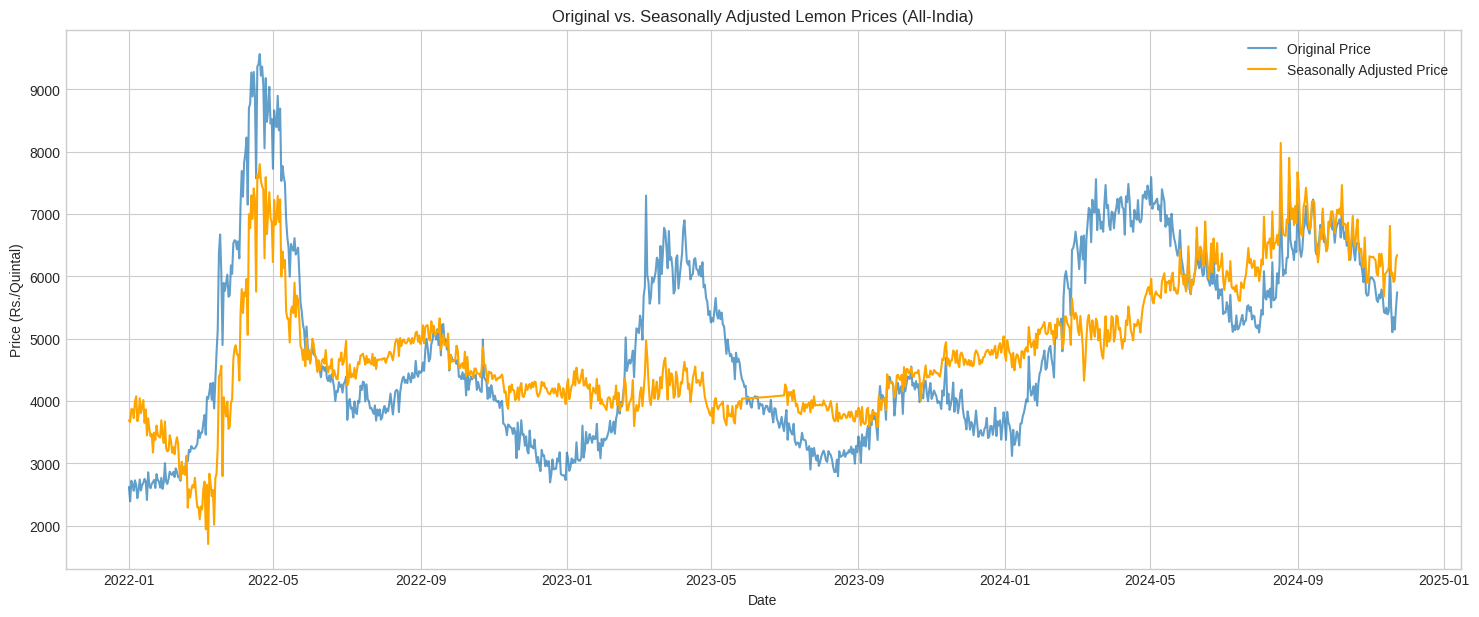 Original vs. Seasonally Adjusted Lemon Prices (All-India)
Original Price
Seasonally Adjusted Price
Price (Rs./Quintal)
9000
8000
7000
6000
5000
4000
3000
2000
2022-01 2022-05 2022-09 2023-01 2023-05 2023-09 2024-01 2024-05 2024-09 2025-01
Date